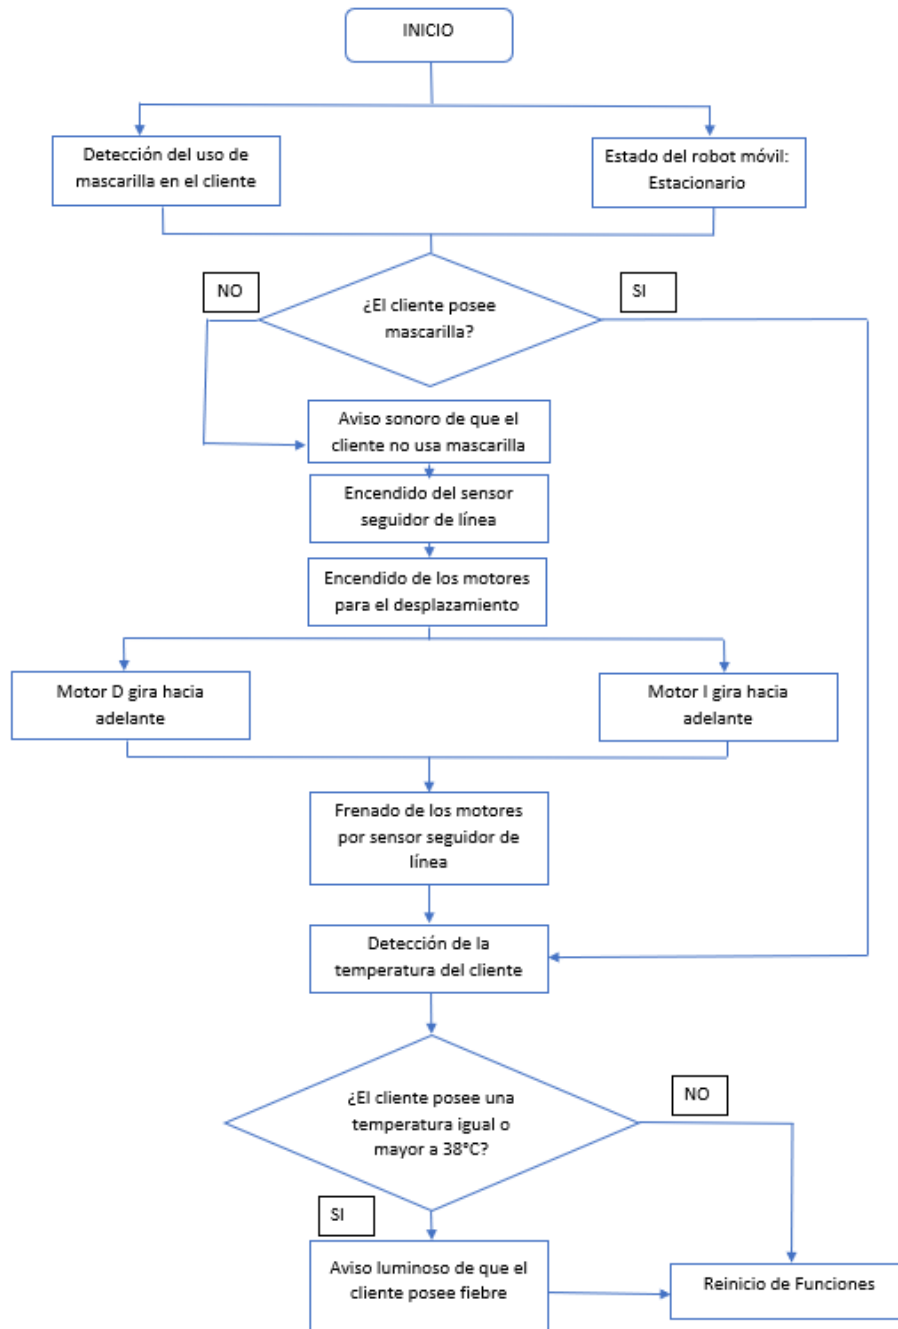 INICIO
Detección del uso de
mascarilla en el cliente
Estado del robot móvil:
Estacionario
NO
SI
¿El cliente posee
mascarilla?
Aviso sonoro de que el
cliente no usa mascarilla
Encendido del sensor
seguidor de línea
Encendido de los motores
para el desplazamiento
Motor D gira hacia
adelante
Motor I gira hacia
adelante
Frenado de los motores
por sensor seguidor de
línea
Detección de la
temperatura del cliente
¿El cliente posee una
temperatura igual o
mayor a 38°C?
NO
SI
Aviso luminoso de que el
cliente posee fiebre
Reinicio de Funciones